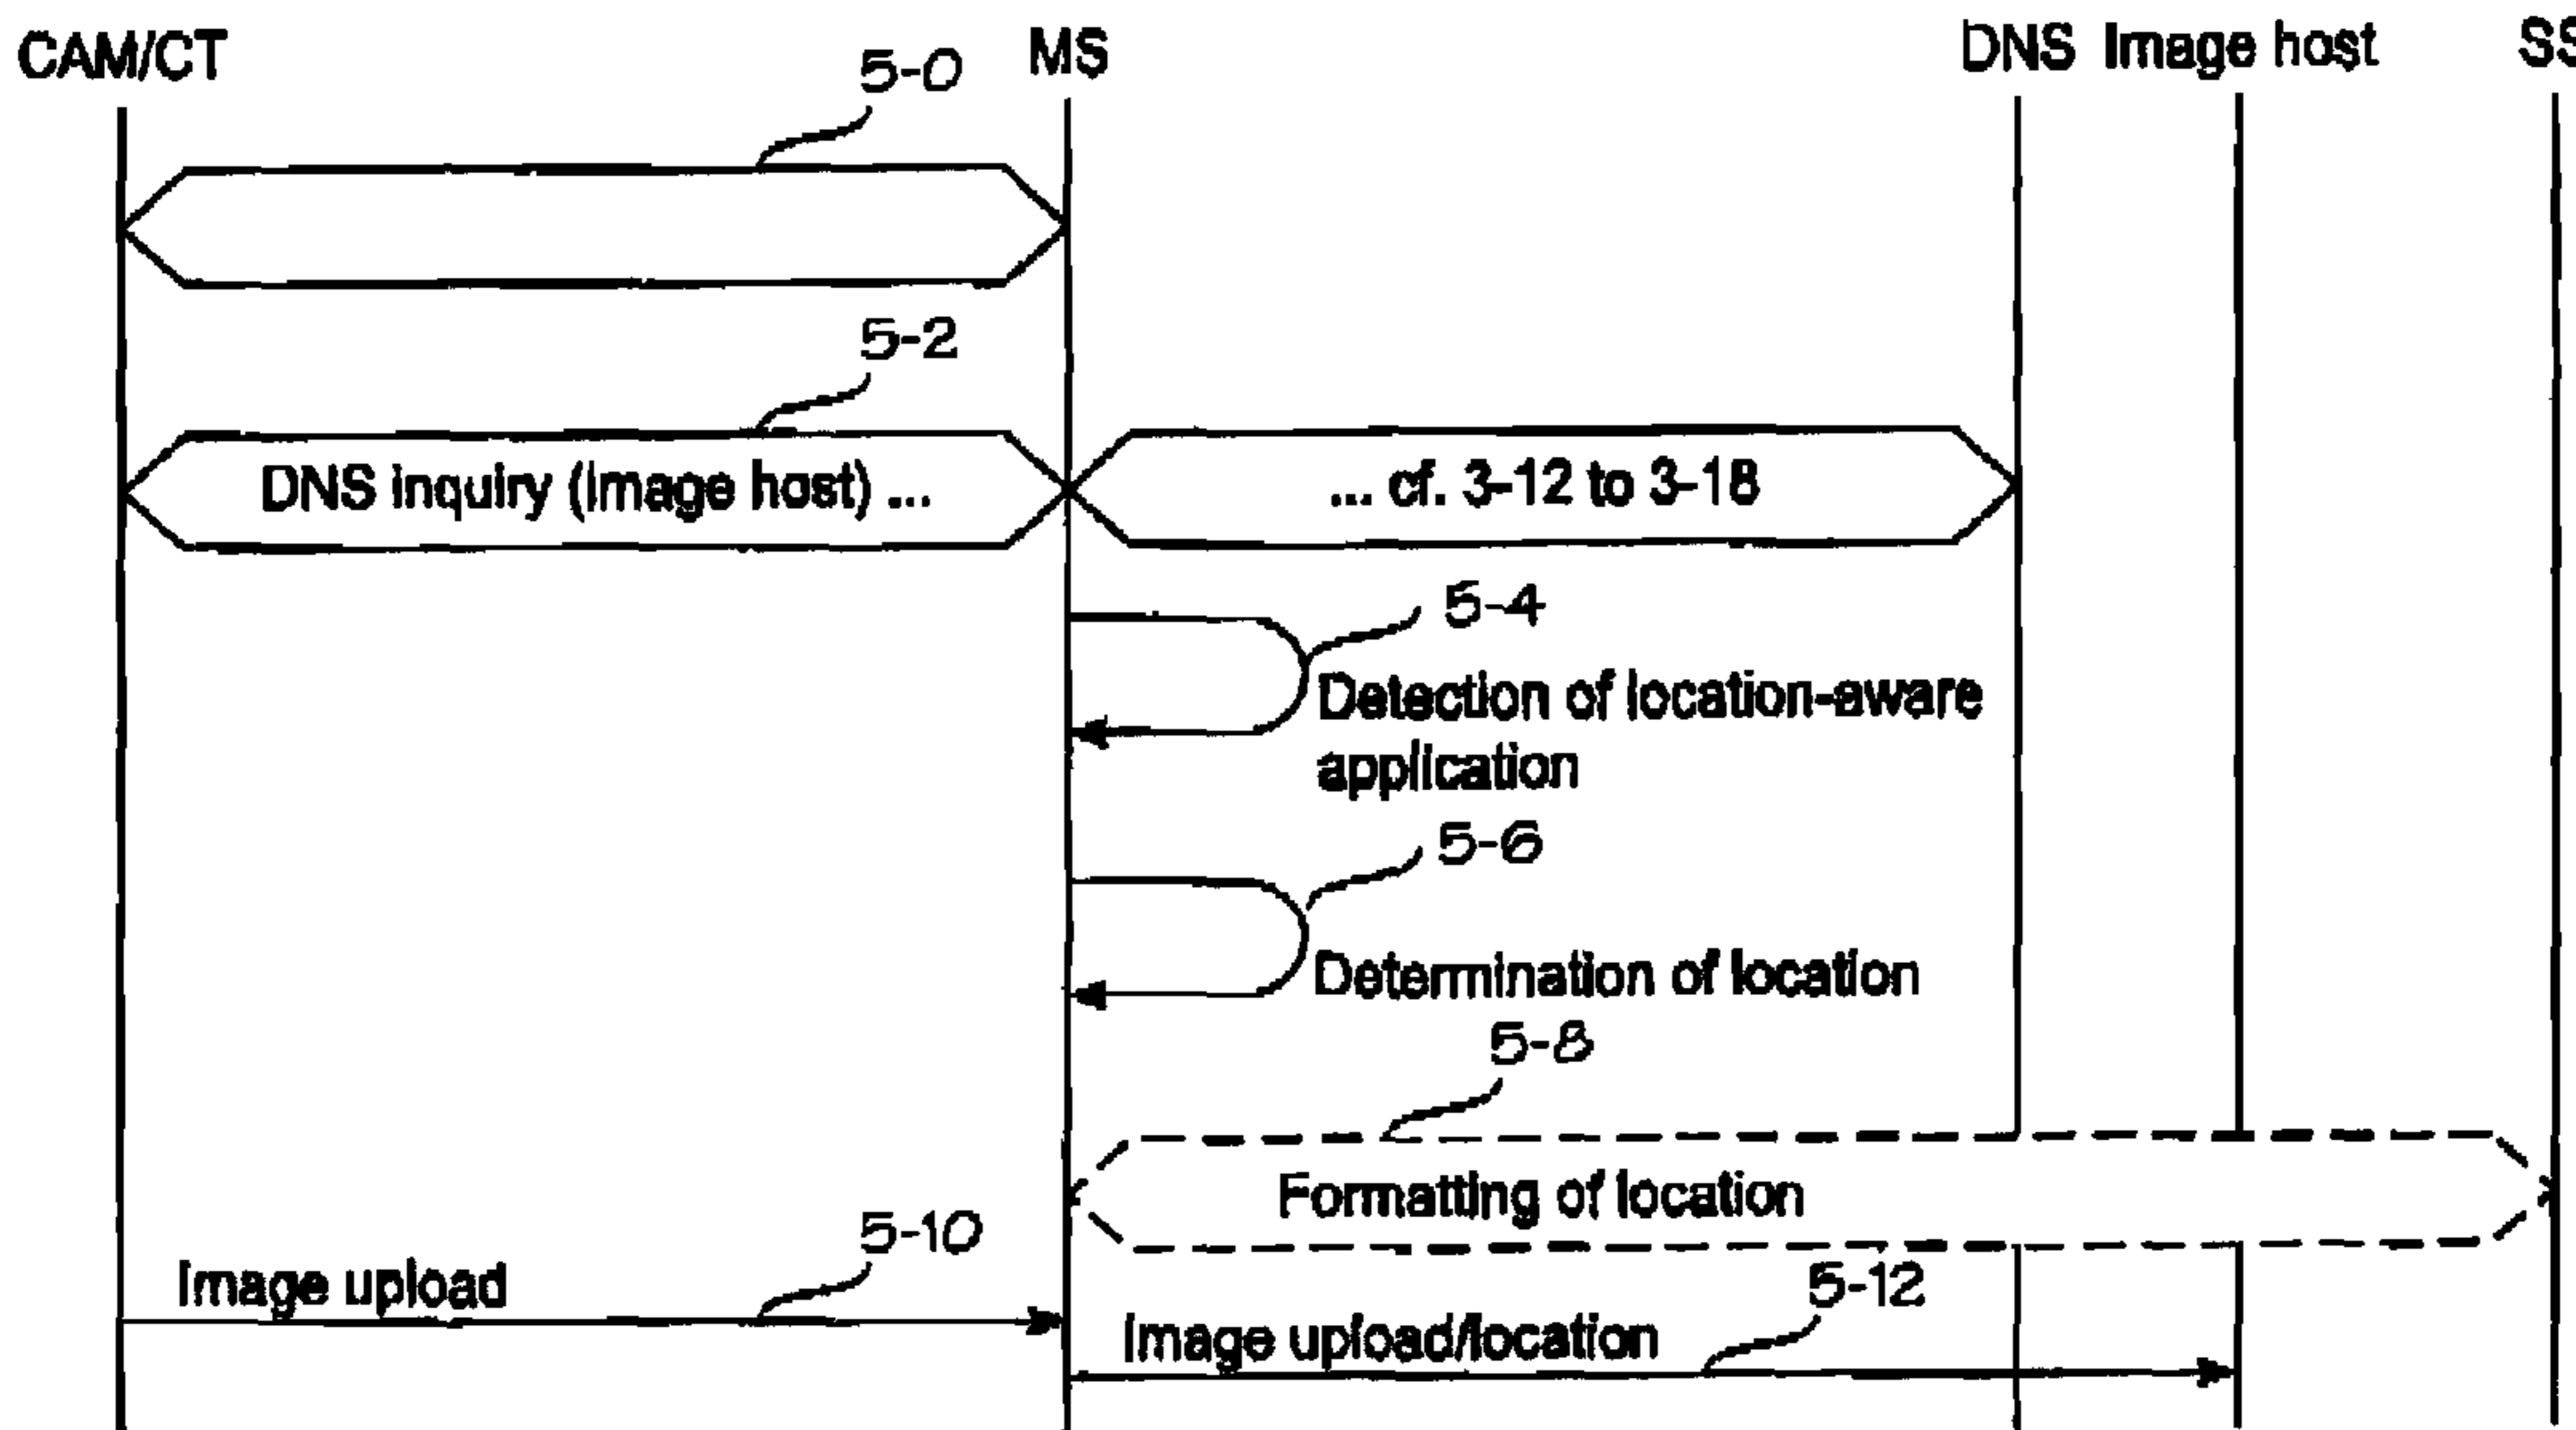 CAM/CT MS DNS Image host SS
5-0
5-2
DNS inquiry (image host) ... ... cf. 3-12 to 3-18
5-4
Detection of location-aware
application
5-6
Determination of location
5-8
Formatting of location
5-10
Image upload
5-12
Image upload/location